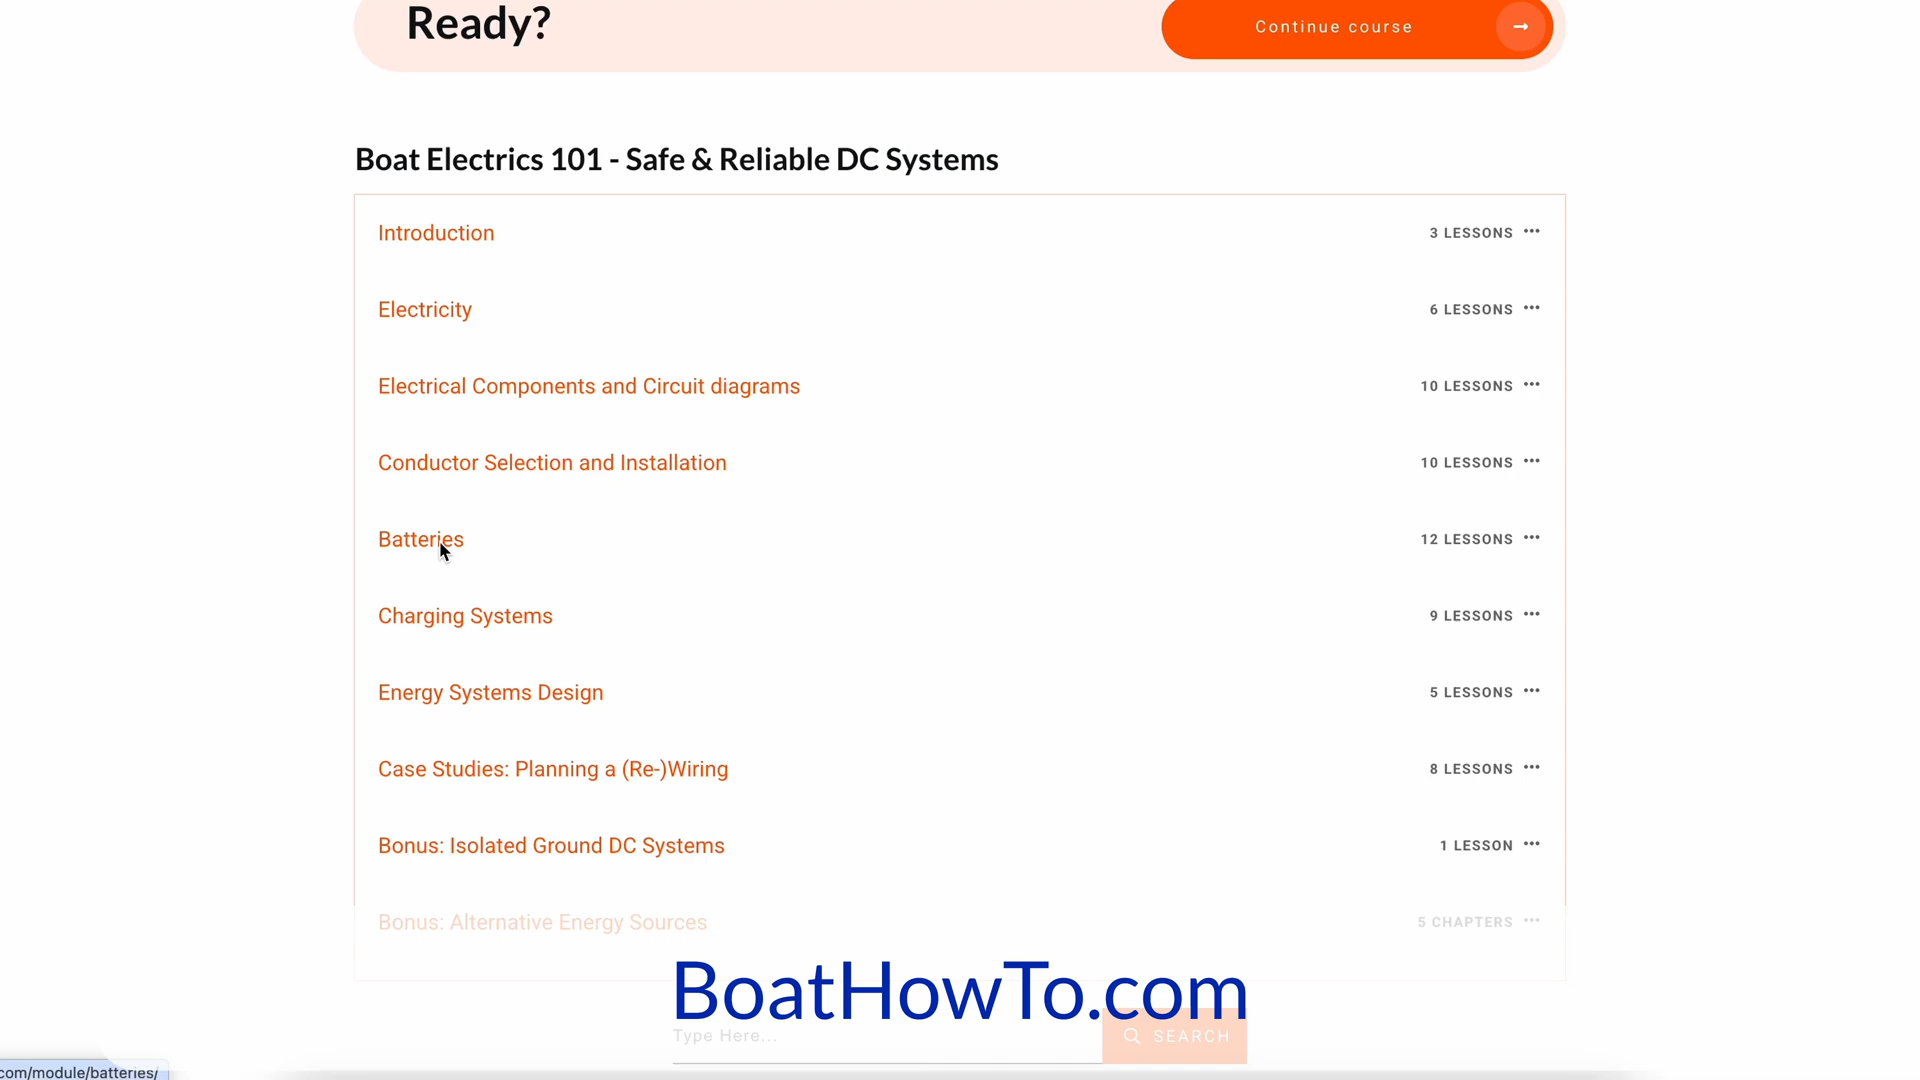 Ready?
Continue course
Boat Electrics 101 - Safe & Reliable DC Systems
Introduction 3 LESSONS
Electricity 6 LESSONS
Electrical Components and Circuit diagrams 10 LESSONS
Conductor Selection and Installation 10 LESSONS
Batteries 12 LESSONS
Charging Systems 9 LESSONS
Energy Systems Design 5 LESSONS
Case Studies: Planning a (Re-)Wiring 8 LESSONS
Bonus: Isolated Ground DC Systems 1 LESSON
Bonus: Alternative Energy Sources 5 CHAPTERS
BoatHowTo.com
Type Here... SEARCH
com/module/batteries/